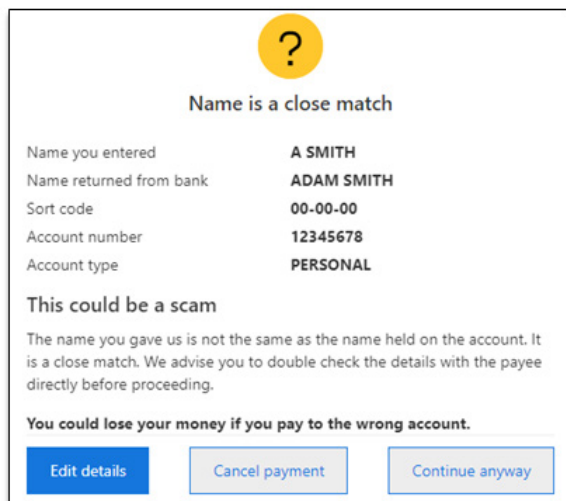 ?
Name is a close match
Name you entered A SMITH
Name returned from bank ADAM SMITH
Sort code 00-00-00
Account number 12345678
Account type PERSONAL
This could be a scam
The name you gave us is not the same as the name held on the account. It
is a close match. We advise you to double check the details with the payee
directly before proceeding.
You could lose your money if you pay to the wrong account.
Edit details Cancel payment Continue anyway